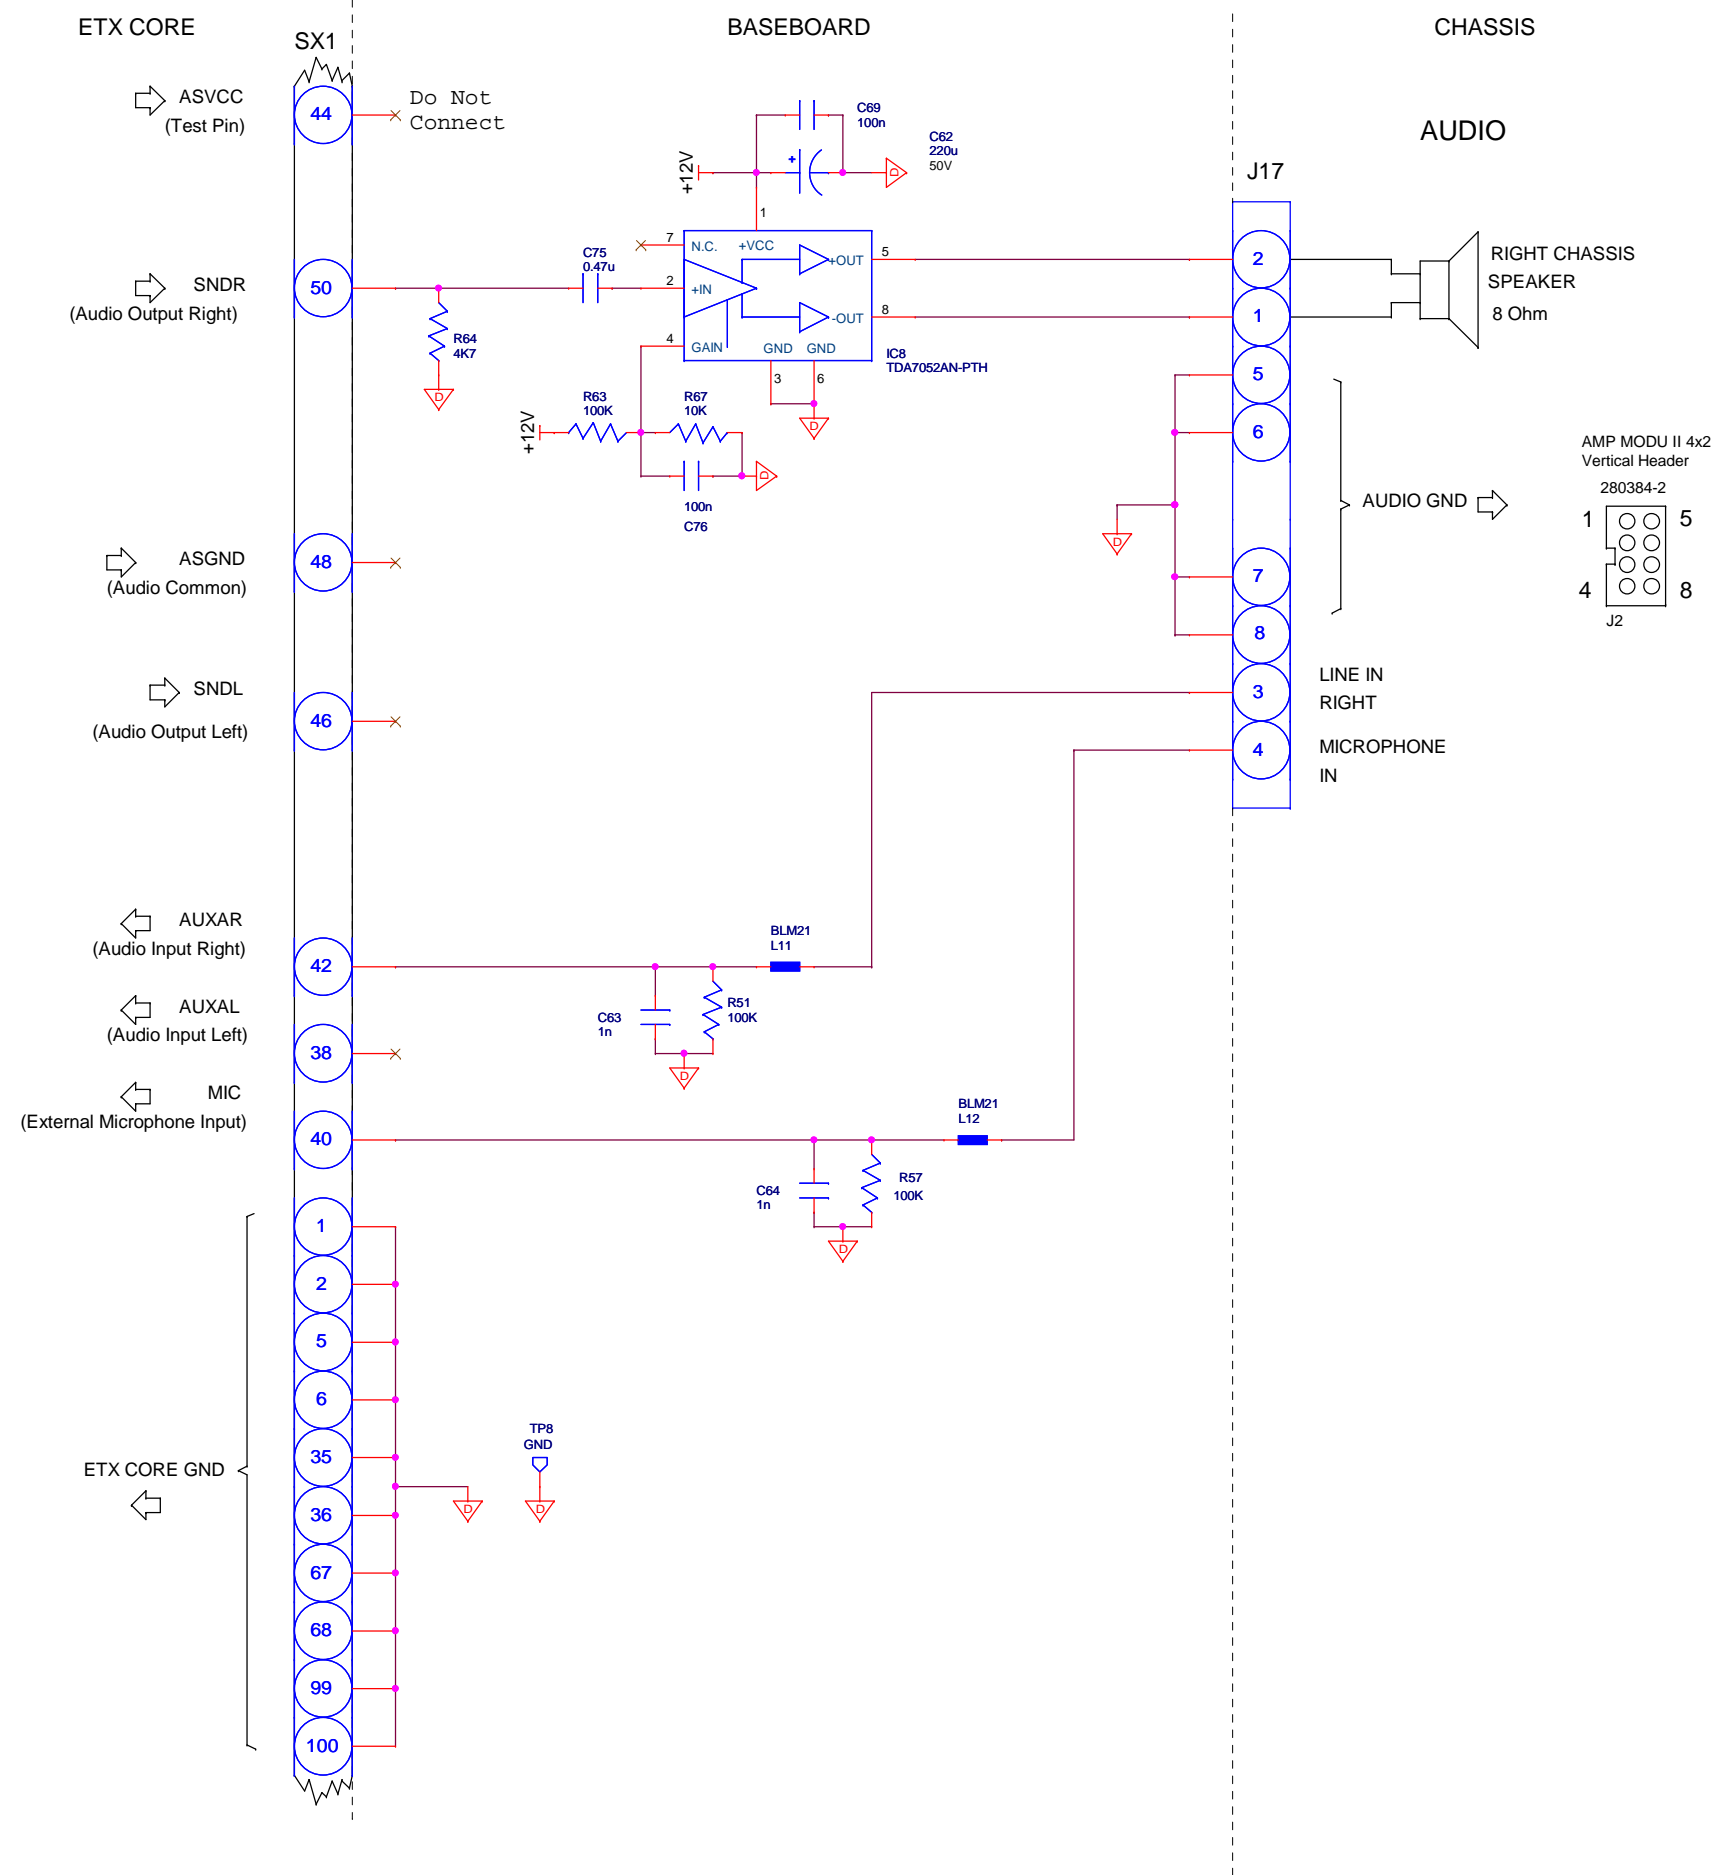 ETX CORE
BASEBOARD
CHASSIS
SX1
ASVCC
(Test Pin)
44
Do Not
Connect
C69
100n
C62
220u
50V
+
+12V
D
AUDIO
J17
1
7
N.C.
+VCC
C75
0.47u
2
+IN
+OUT
5
-OUT
8
4
GAIN
GND
GND
3
6
IC8
TDA7052AN-PTH
D
SNDR
(Audio Output Right)
50
R64
4K7
D
R63
100K
R67
10K
+12V
D
100n
C76
2
1
5
6
7
8
3
4
RIGHT CHASSIS
SPEAKER
8 Ohm
AUDIO GND
D
AMP MODU II 4x2
Vertical Header
280384-2
1
5
4
8
J2
LINE IN
RIGHT
MICROPHONE
IN
ASGND
(Audio Common)
48
SNDL
(Audio Output Left)
46
AUXAR
(Audio Input Right)
42
BLM21
L11
C63
1n
R51
100K
D
AUXAL
(Audio Input Left)
38
MIC
(External Microphone Input)
40
BLM21
L12
C64
1n
R57
100K
D
1
2
5
6
35
36
67
68
99
100
ETX CORE GND
D
TP8
GND
D